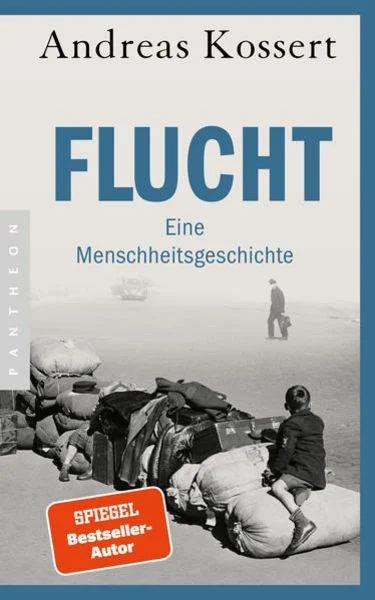 Andreas Kossert
FLUCHT
Eine
Menschheitsgeschichte
PANTHEON
SPIEGEL
Bestseller-
Autor